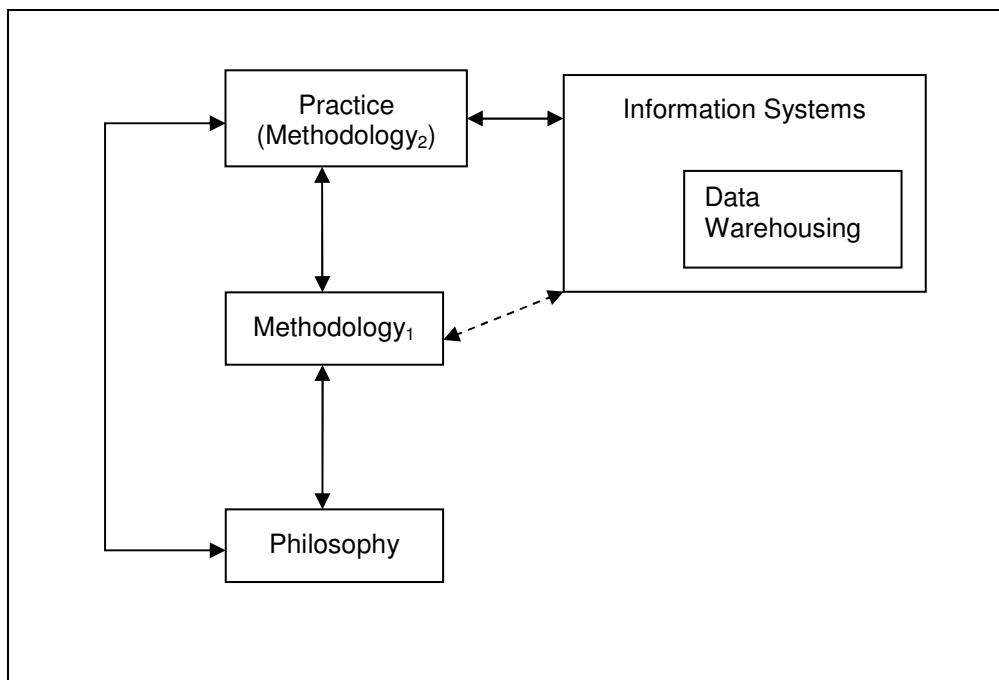 Practice
(Methodology₂)
Information Systems
Data
Warehousing
Methodology₁
Philosophy